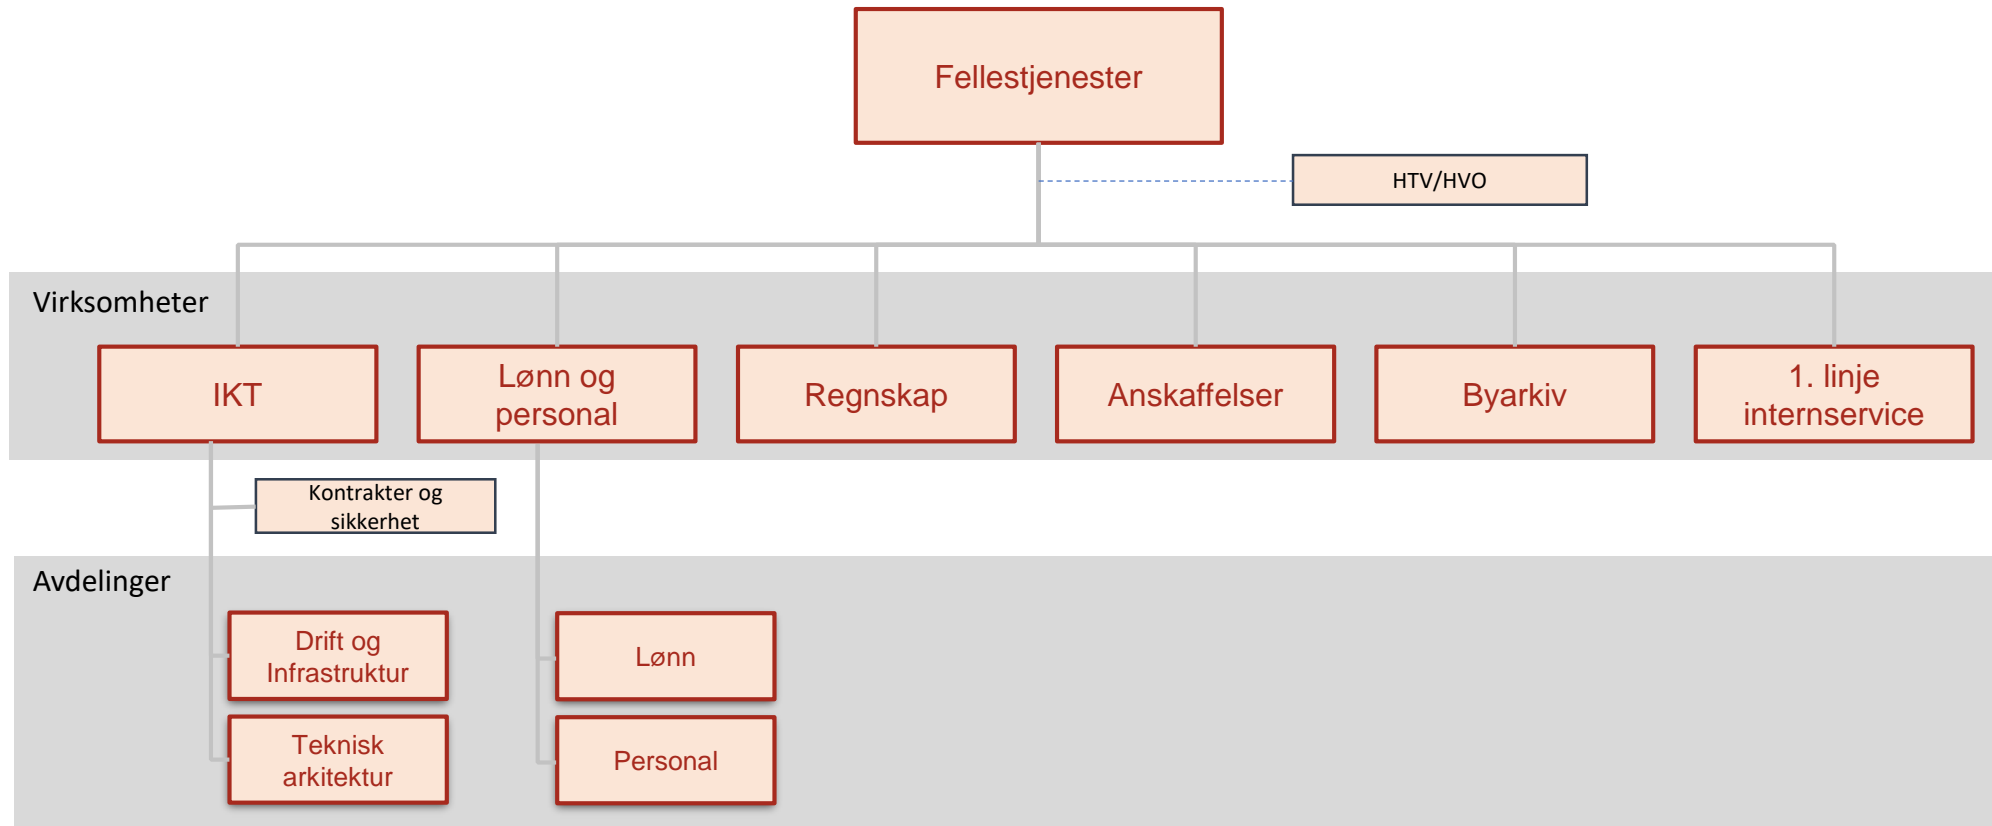 Fellestjenester
HTV/HVO
Virksomheter
IKT
Lønn og
personal
Regnskap
Anskaffelser
Byarkiv
1. linje
internservice
Kontrakter og
sikkerhet
Avdelinger
Drift og
Infrastruktur
Lønn
Teknisk
arkitektur
Personal